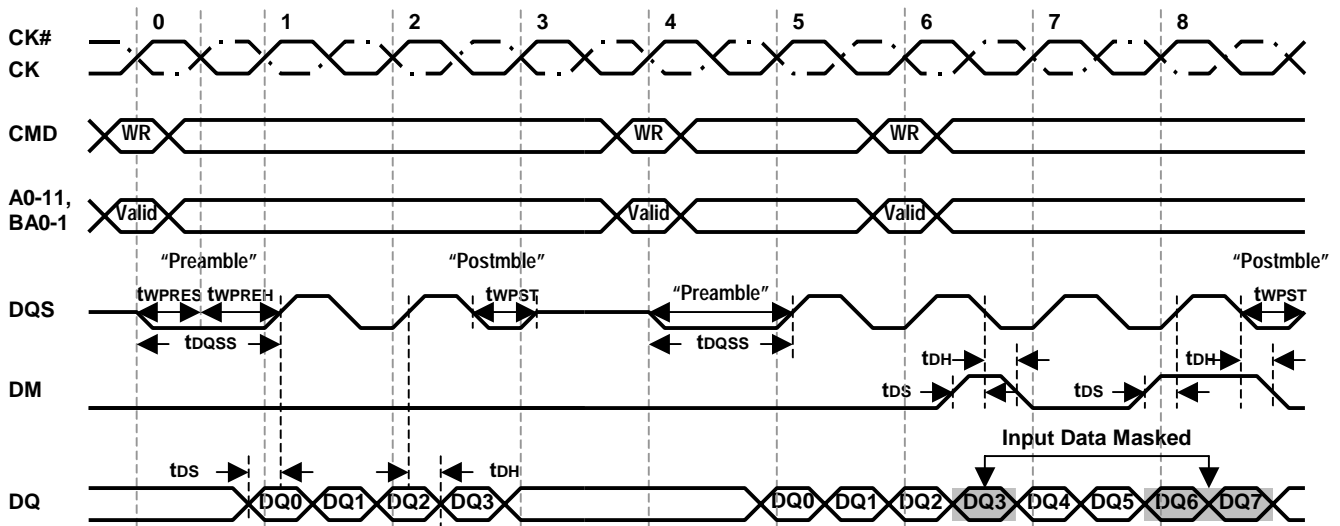 0 1 2 3 4 5 6 7 8
CK#
CK
CMD WR WR WR
A0-11,
BA0-1 Valid Valid Valid
“Preamble” “Postmble” “Postmble”
tWPRES tWPREH tWPST “Preamble” tWPST
DQS
tDQSS tDQSS
tDH tDH
DM tDS tDS
Input Data Masked
tDS tDH
DQ DQ0 DQ1 DQ2 DQ3 DQ0 DQ1 DQ2 DQ3 DQ4 DQ5 DQ6 DQ7